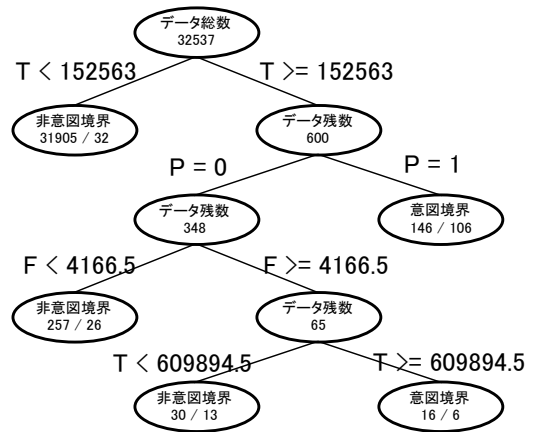 データ総数
32537
T < 152563
T >= 152563
非意図境界
31905 / 32
データ残数
600
P = 0
P = 1
データ残数
348
意図境界
146 / 106
F < 4166.5
F >= 4166.5
非意図境界
257 / 26
データ残数
65
T < 609894.5
T >= 609894.5
非意図境界
30 / 13
意図境界
16 / 6